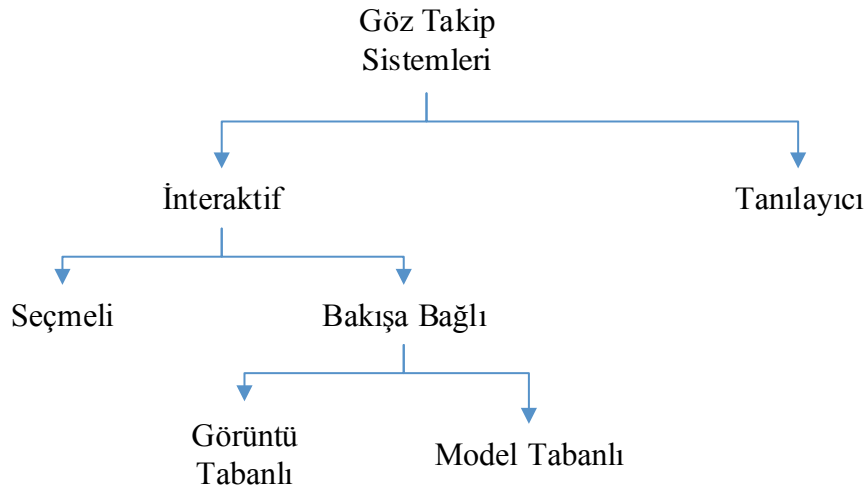 Göz Takip
Sistemleri
İnteraktif
Tanılayıcı
Seçmeli
Bakışa Bağlı
Görüntü
Tabanlı
Model Tabanlı